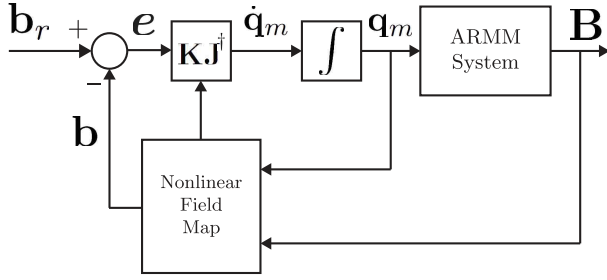 b_r + e KJ† q̇_m ∫ q_m ARMM B
System
−
b
Nonlinear
Field
Map